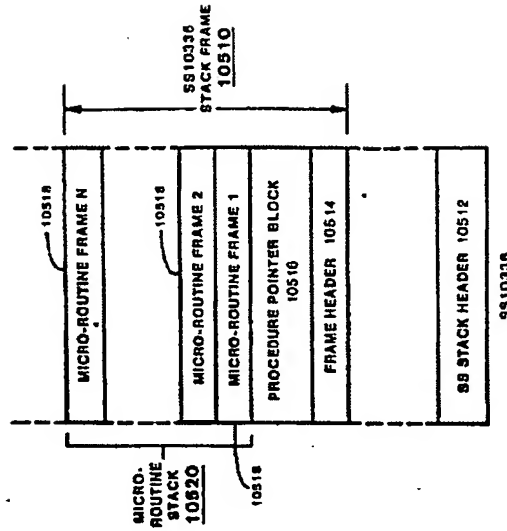 SS10336
STACK FRAME
10510
10518
MICRO-ROUTINE FRAME N
10518
MICRO-ROUTINE FRAME 2
MICRO-ROUTINE FRAME 1
PROCEDURE POINTER BLOCK
10516
FRAME HEADER 10514
SS STACK HEADER 10512
MICRO-
ROUTINE
STACK
10520
10518
SS10336